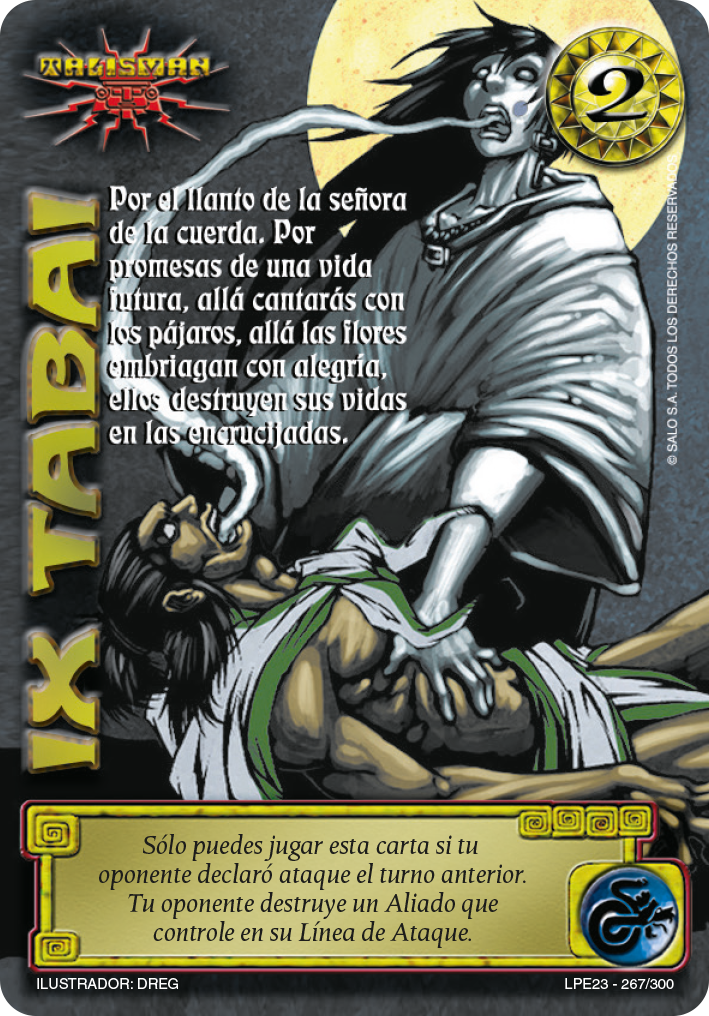 TALISMAN
2
IX TABAI
Por el llanto de la señora
de la cuerda. Por
promesas de una vida
futura, allá cantarás con
los pájaros, allá las flores
embriagan con alegría,
ellos destruyen sus vidas
en las encrucijadas.
© SALO S.A. TODOS LOS DERECHOS RESERVADOS
Sólo puedes jugar esta carta si tu
oponente declaró ataque el turno anterior.
Tu oponente destruye un Aliado que
controle en su Línea de Ataque.
ILUSTRADOR: DREG
LPE23 - 267/300